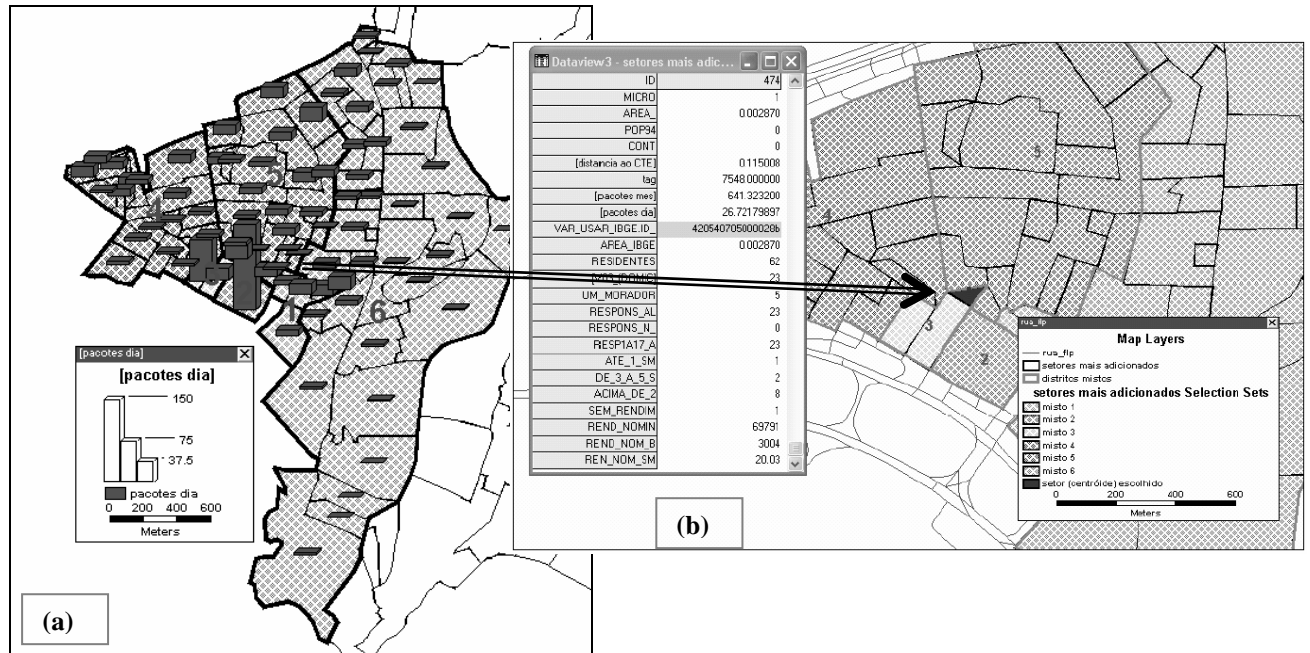 5
4
3
2
1
6
[pacotes dia]
[pacotes dia]
150
75
37.5
pacotes dia
0 200 400 600
Meters
(a)
Dataview3 - setores mais adic...
ID 474
MICRO 1
AREA_ 0.002870
POP94 0
CONT 0
[distancia ao CTE] 0.115008
tag 7548.000000
[pacotes mes] 641.323200
[pacotes dia] 26.72179897
VAR_USAR_IBGE.ID_ 420540705000020b
AREA_IBGE 0.002870
RESIDENTES 62
23
UM_MORADOR 5
RESPONS_AL 23
RESPONS_N_ 0
RESP1A17_A 23
ATE_1_SM 1
DE_3_A_5_S 2
ACIMA_DE_2 8
SEM_RENDIM 1
REND_NOMIN 69791
REND_NOM_B 3004
REN_NOM_SM 20.03
(b)
4
5
3
2
rua_flp
Map Layers
rua_flp
setores mais adicionados
distritos mistos
setores mais adicionados Selection Sets
misto 1
misto 2
misto 3
misto 4
misto 5
misto 6
setor (centróide) escolhido
0 200 400 600
Meters